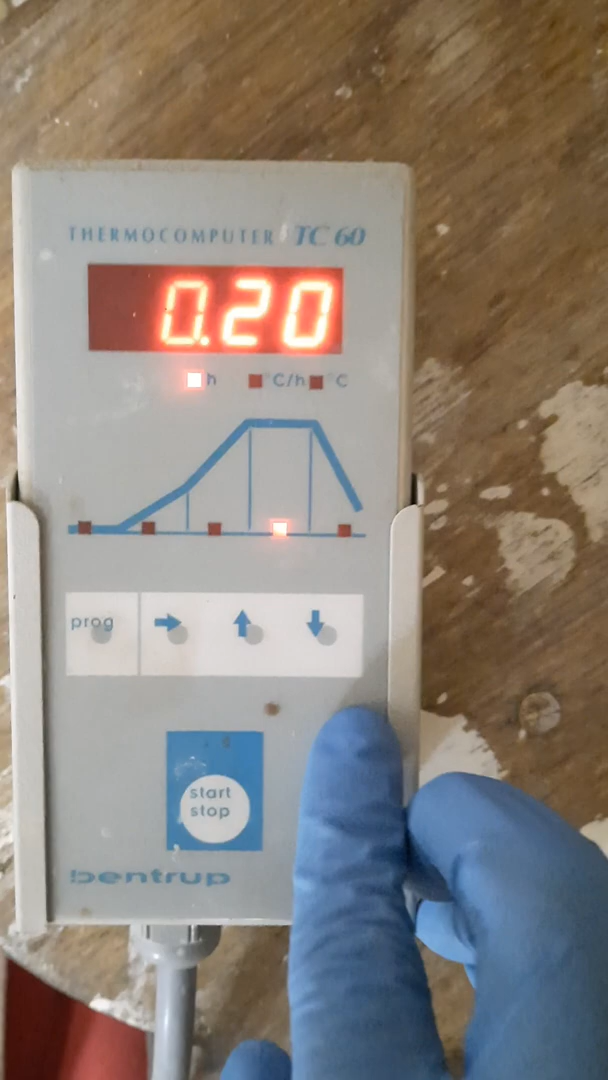 THERMOCOMPUTER TC 60
0.20
h °C/h °C
prog
start
stop
bentrup